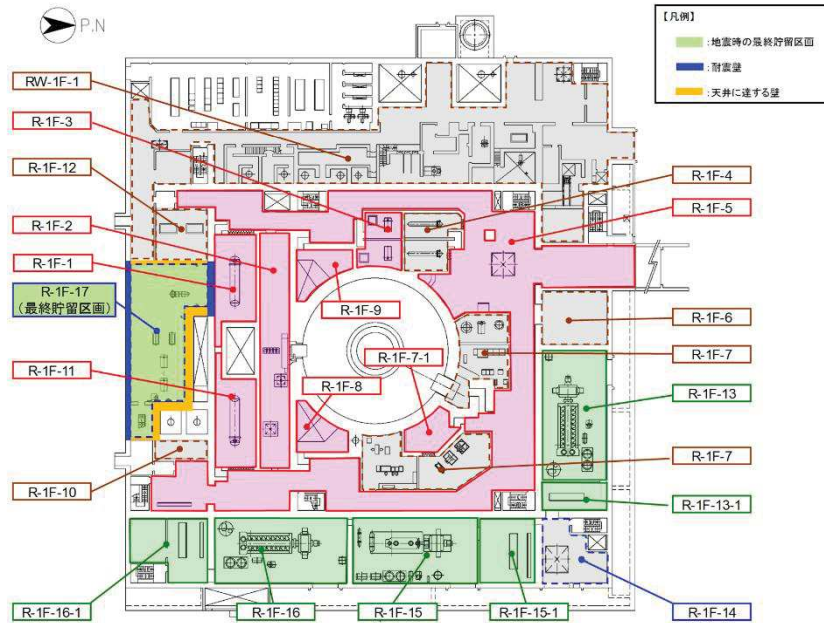 P.N
【凡例】
:地震時の最終貯留区画
:耐震壁
:天井に達する壁
RW-1F-1
R-1F-3
R-1F-12
R-1F-2
R-1F-1
R-1F-17
(最終貯留区画)
R-1F-11
R-1F-10
R-1F-16-1
R-1F-9
R-1F-7-1
R-1F-8
R-1F-4
R-1F-5
R-1F-6
R-1F-7
R-1F-13
R-1F-7
R-1F-13-1
R-1F-16
R-1F-15
R-1F-15-1
R-1F-14